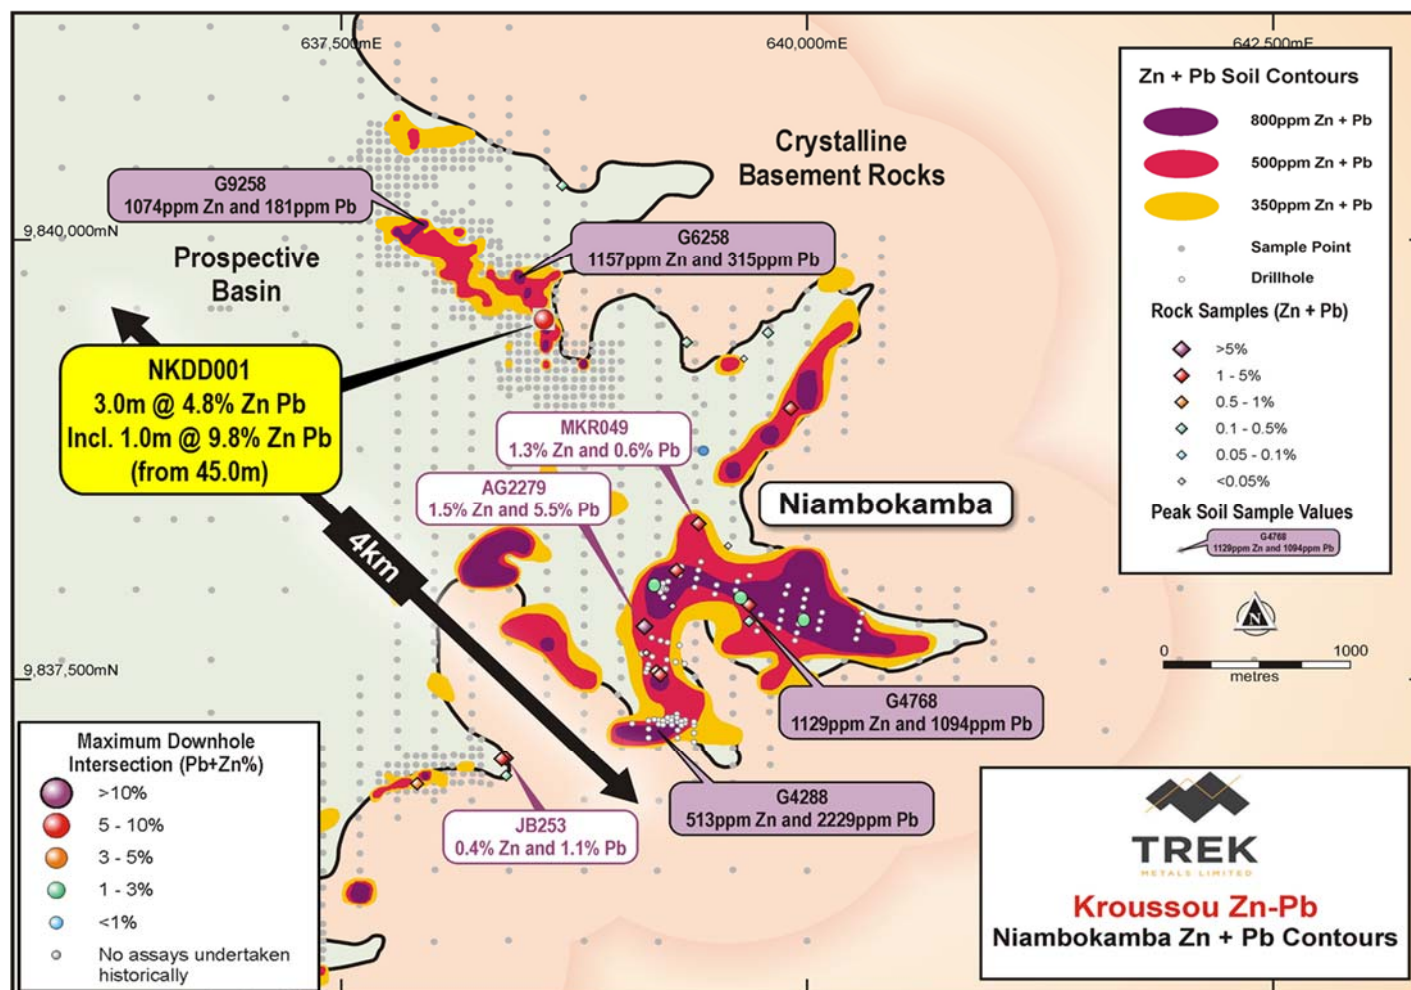 637,500mE
640,000mE
642,500mE
Zn + Pb Soil Contours
800ppm Zn + Pb
500ppm Zn + Pb
350ppm Zn + Pb
Sample Point
Drillhole
Rock Samples (Zn + Pb)
>5%
1 - 5%
0.5 - 1%
0.1 - 0.5%
0.05 - 0.1%
<0.05%
Peak Soil Sample Values
G4768
1129ppm Zn and 1094ppm Pb
Crystalline
Basement Rocks
G9258
1074ppm Zn and 181ppm Pb
9,840,000mN
G6258
1157ppm Zn and 315ppm Pb
Prospective
Basin
NKDD001
3.0m @ 4.8% Zn Pb
Incl. 1.0m @ 9.8% Zn Pb
(from 45.0m)
MKR049
1.3% Zn and 0.6% Pb
AG2279
1.5% Zn and 5.5% Pb
Niambokamba
4km
N
0
1000
metres
9,837,500mN
G4768
1129ppm Zn and 1094ppm Pb
G4288
513ppm Zn and 2229ppm Pb
JB253
0.4% Zn and 1.1% Pb
Maximum Downhole
Intersection (Pb+Zn%)
>10%
5 - 10%
3 - 5%
1 - 3%
<1%
No assays undertaken
historically
TREK
METALS LIMITED
Kroussou Zn-Pb
Niambokamba Zn + Pb Contours